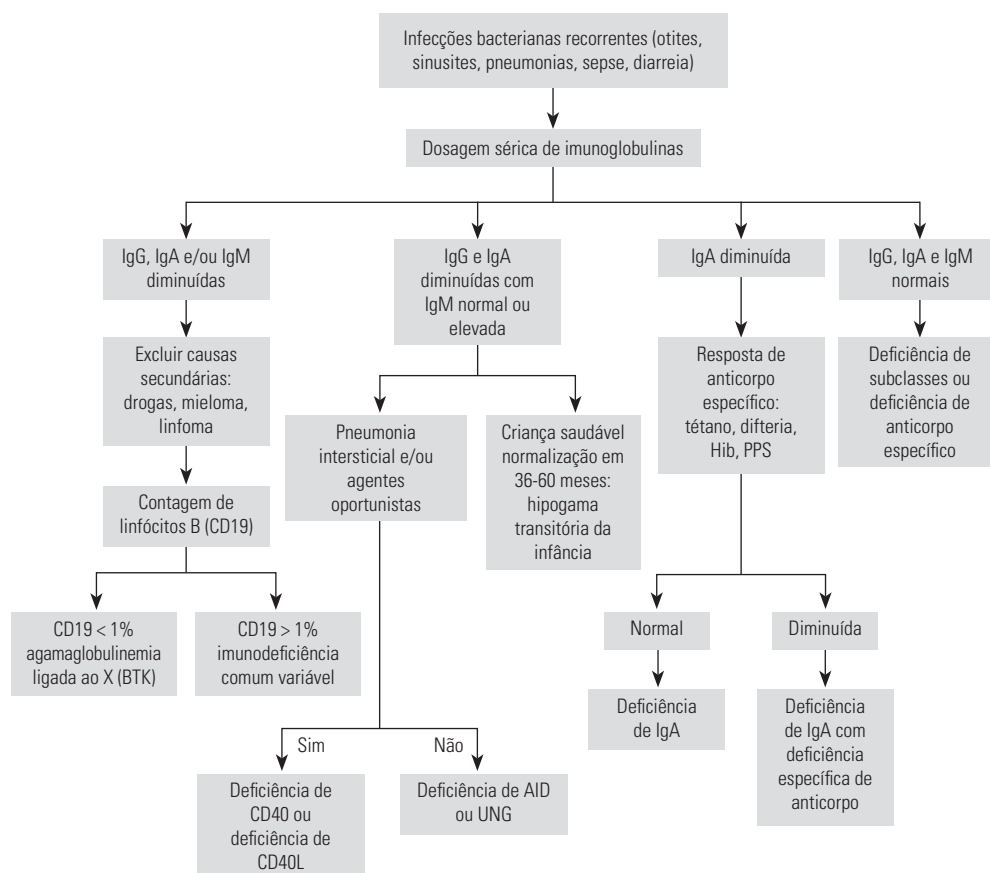 Infecções bacterianas recorrentes (otites,
sinusites, pneumonias, sepse, diarreia)
Dosagem sérica de imunoglobulinas
IgG, IgA e/ou IgM
diminuídas
Excluir causas
secundárias:
drogas, mieloma,
linfoma
Contagem de
linfócitos B (CD19)
CD19 < 1%
agamaglobulinemia
ligada ao X (BTK)
CD19 > 1%
imunodeficiência
comum variável
IgG e IgA
diminuídas com
IgM normal ou
elevada
Pneumonia
intersticial e/ou
agentes
oportunistas
Sim
Deficiência de
CD40 ou
deficiência de
CD40L
Não
Deficiência de AID
ou UNG
Criança saudável
normalização em
36-60 meses:
hipogama
transitória da
infância
IgA diminuída
Resposta de
anticorpo
específico:
tétano, difteria,
Hib, PPS
Normal
Deficiência
de IgA
Diminuída
Deficiência
de IgA com
deficiência
específica de
anticorpo
IgG, IgA e IgM
normais
Deficiência de
subclasses ou
deficiência de
anticorpo
específico